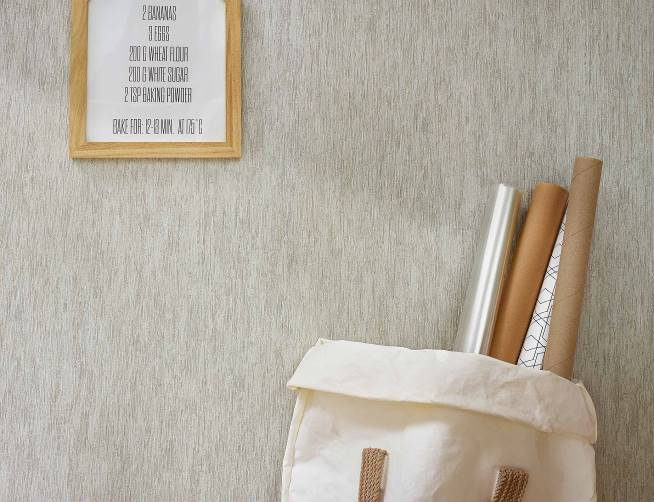 2 BANANAS
3 EGGS
200 G WHEAT FLOUR
200 G WHITE SUGAR
2 TSP BAKING POWDER
BAKE FOR: 12-13 MIN. AT 175°C